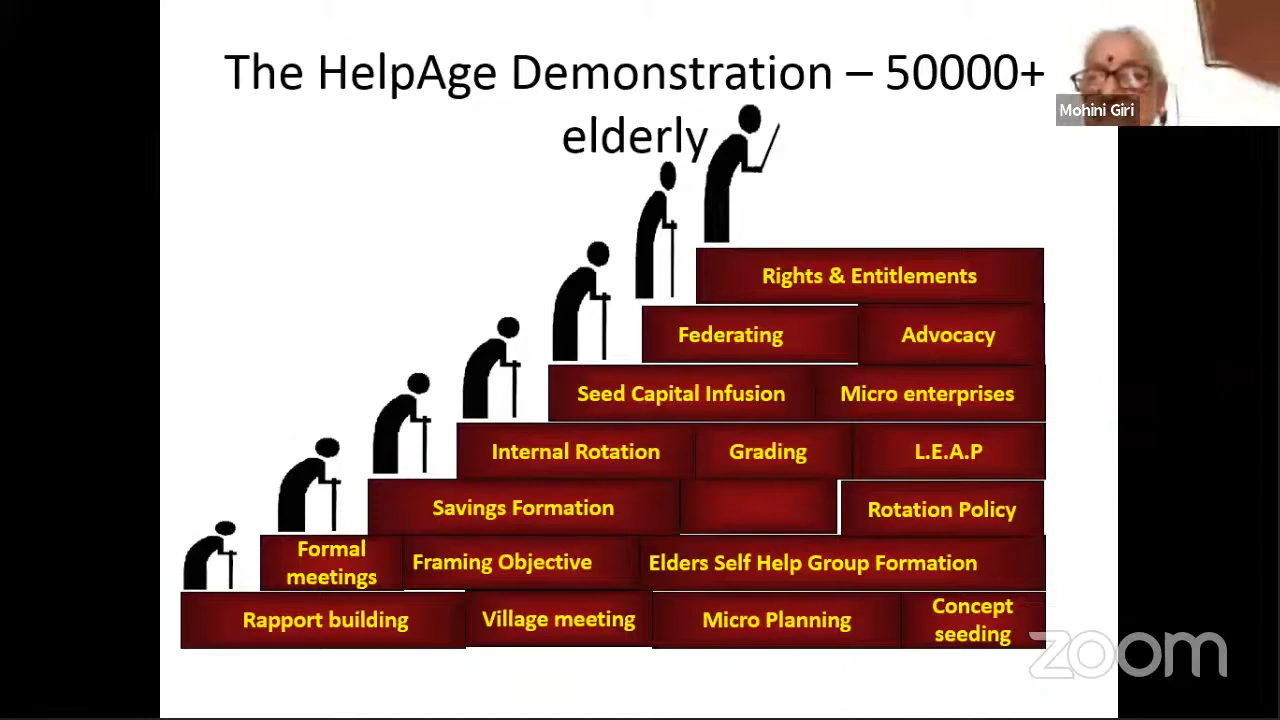 The HelpAge Demonstration – 50000+
elderly
Mohini Giri
Rights & Entitlements
Federating Advocacy
Seed Capital Infusion Micro enterprises
Internal Rotation Grading L.E.A.P
Savings Formation Rotation Policy
Formal
meetings
Framing Objective Elders Self Help Group Formation
Rapport building Village meeting Micro Planning
Concept
seeding
zoom